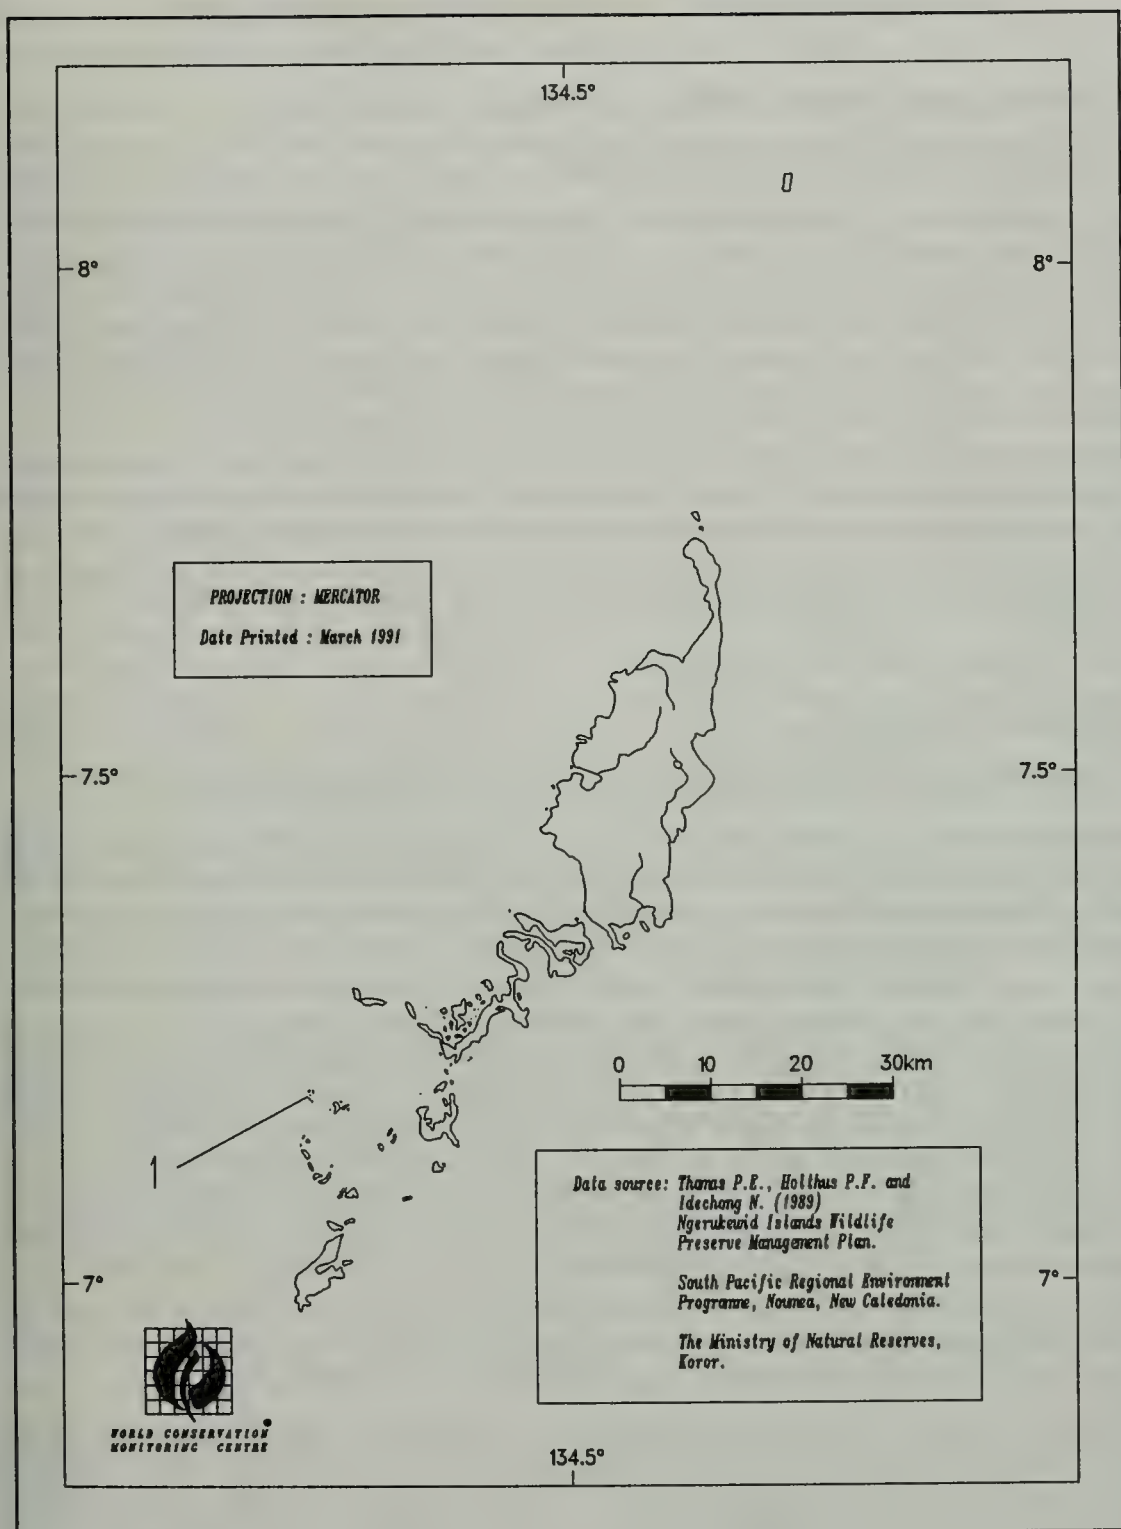 134.5°
8°
8°
PROJECTION : MERCATOR
Date Printed : March 1991
7.5°
7.5°
0 10 20 30km
1
Data source: Thomas P.E., Holthus P.F. and
Idechong N. (1989)
Ngerukewid Islands Wildlife
Preserve Management Plan.
South Pacific Regional Environment
Programme, Noumea, New Caledonia.
The Ministry of Natural Reserves,
Koror.
7°
7°
WORLD CONSERVATION
MONITORING CENTRE
134.5°